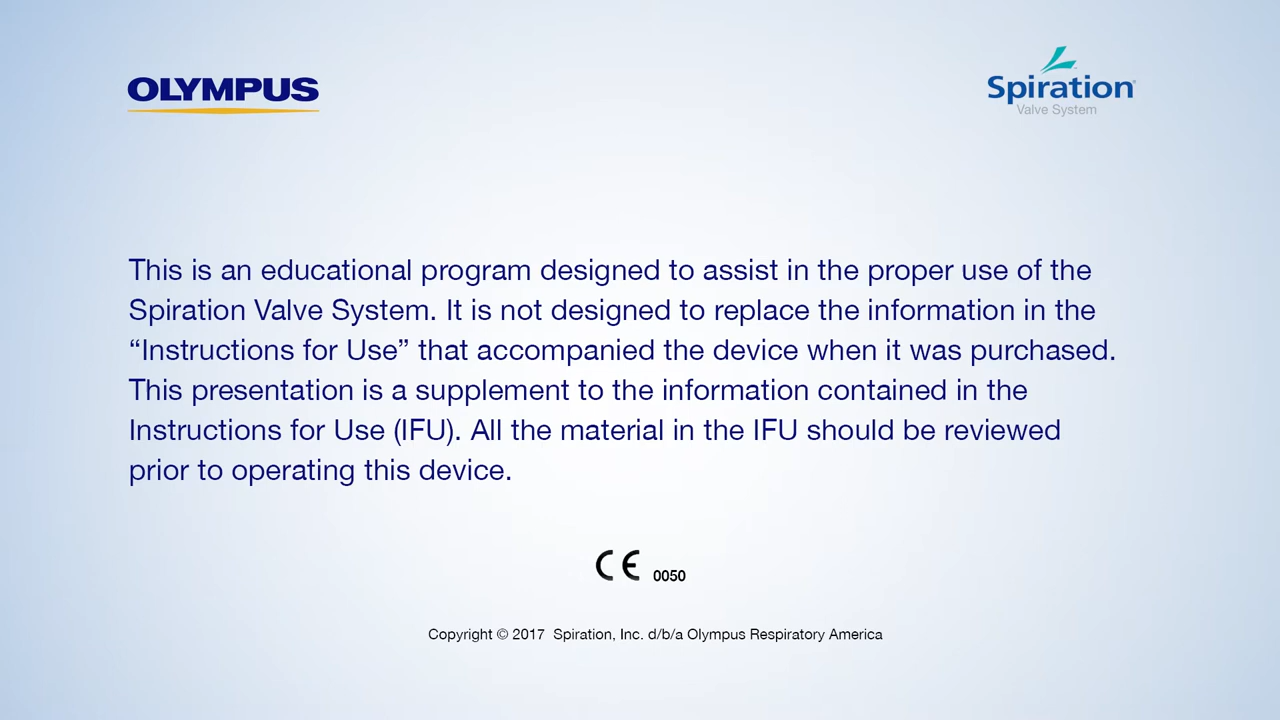 OLYMPUS
Spiration®
Valve System
This is an educational program designed to assist in the proper use of the
Spiration Valve System. It is not designed to replace the information in the
“Instructions for Use” that accompanied the device when it was purchased.
This presentation is a supplement to the information contained in the
Instructions for Use (IFU). All the material in the IFU should be reviewed
prior to operating this device.
CE 0050
Copyright © 2017 Spiration, Inc. d/b/a Olympus Respiratory America